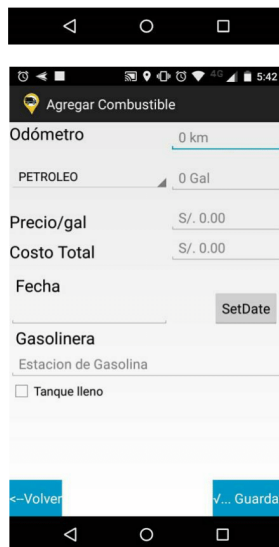 4G 5:42
Agregar Combustible
Odómetro 0 km
PETROLEO 0 Gal
Precio/gal S/. 0.00
Costo Total S/. 0.00
Fecha
SetDate
Gasolinera
Estacion de Gasolina
Tanque lleno
<--Volver √... Guarda